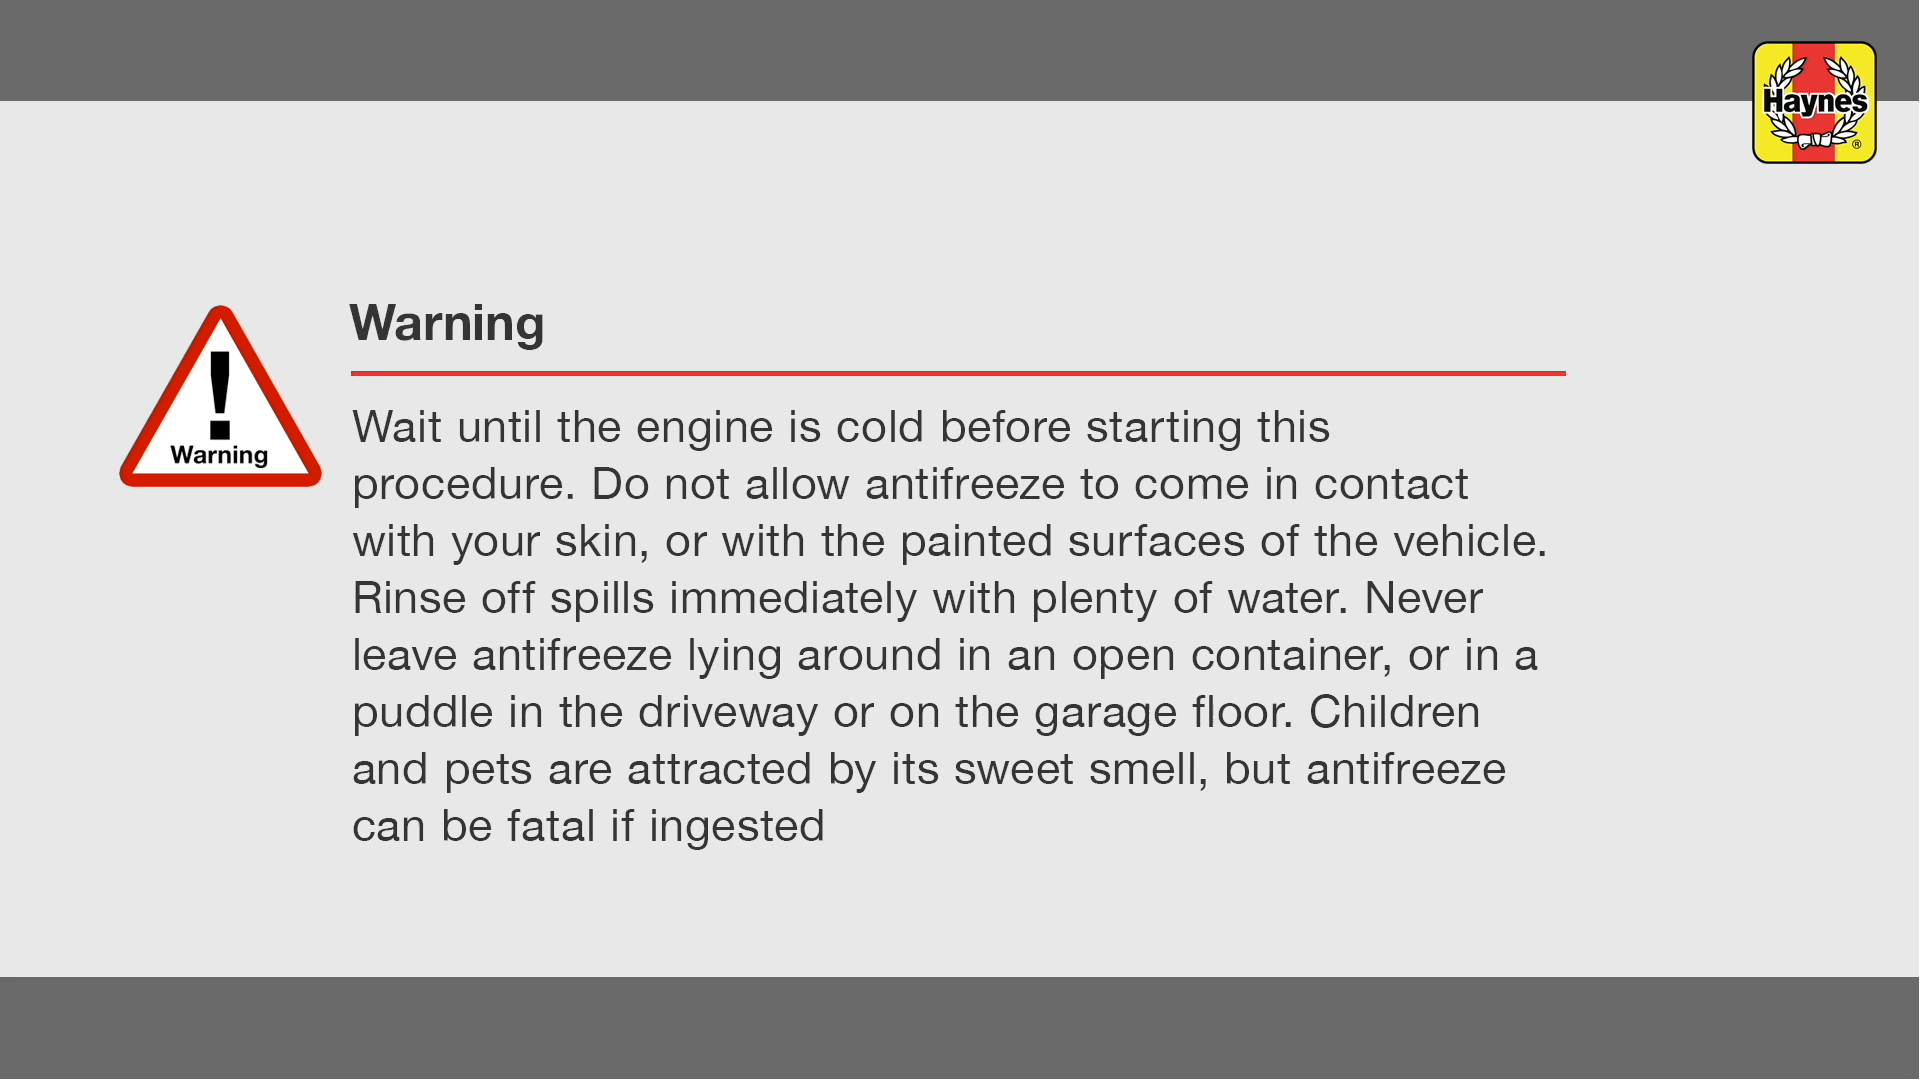 Haynes
®
Warning
Warning
Wait until the engine is cold before starting this
procedure. Do not allow antifreeze to come in contact
with your skin, or with the painted surfaces of the vehicle.
Rinse off spills immediately with plenty of water. Never
leave antifreeze lying around in an open container, or in a
puddle in the driveway or on the garage floor. Children
and pets are attracted by its sweet smell, but antifreeze
can be fatal if ingested